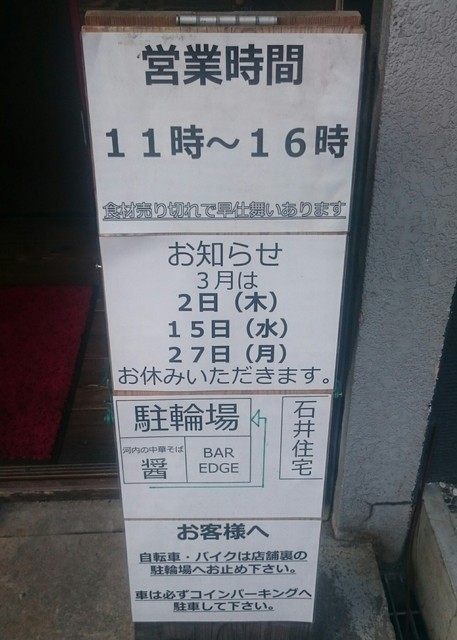 営業時間
11時～16時
食材売り切れで早仕舞いあります
お知らせ
3月は
2日（木）
15日（水）
27日（月）
お休みいただきます。
駐輪場
河内の中華そば
醤
BAR
EDGE
石井住宅
お客様へ
自転車・バイクは店舗裏の
駐輪場へお止め下さい。
車は必ずコインパーキングへ
駐車して下さい。